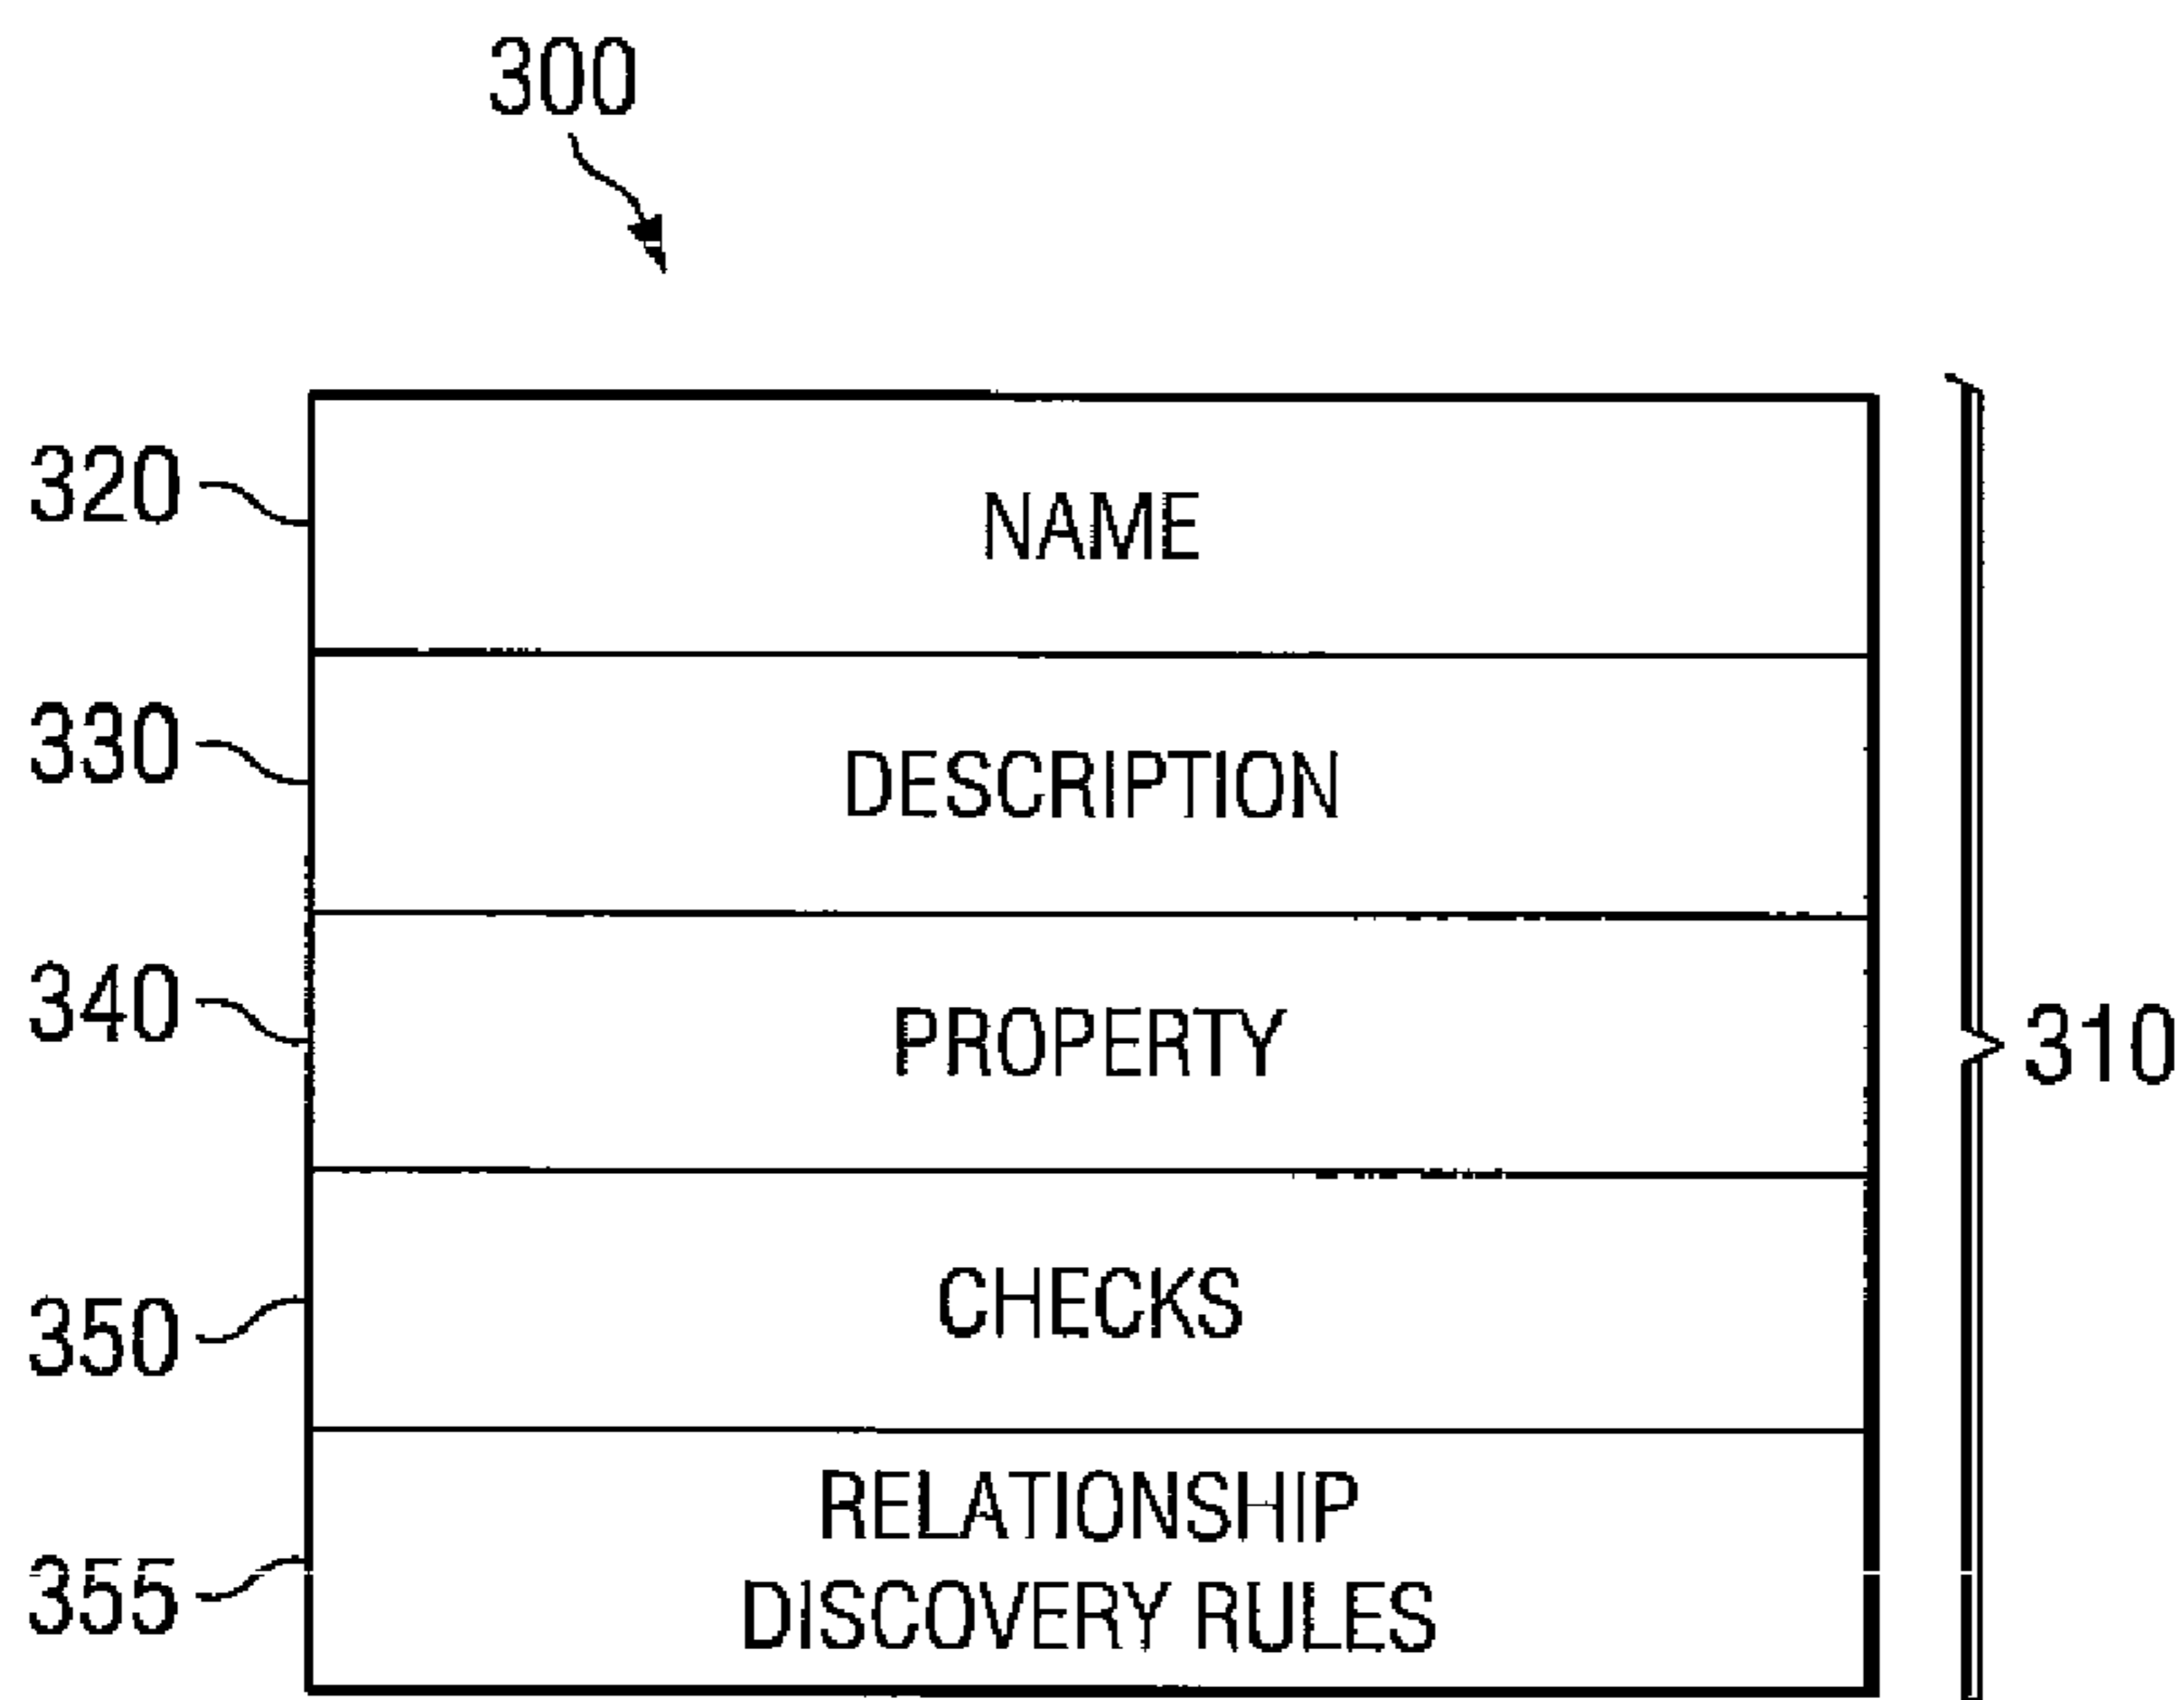 300
320
NAME
330
DESCRIPTION
340
PROPERTY
310
350
CHECKS
355
RELATIONSHIP
DISCOVERY RULES